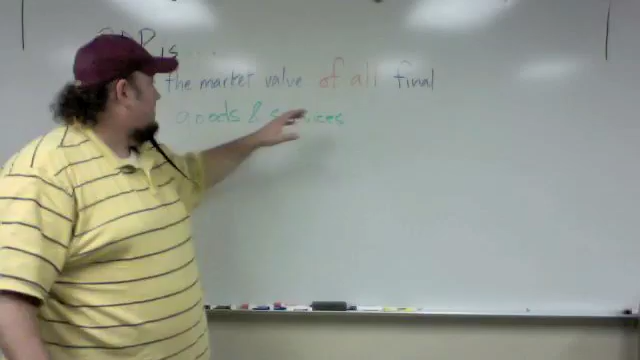 GDP is ...
the market value of all final
goods & services